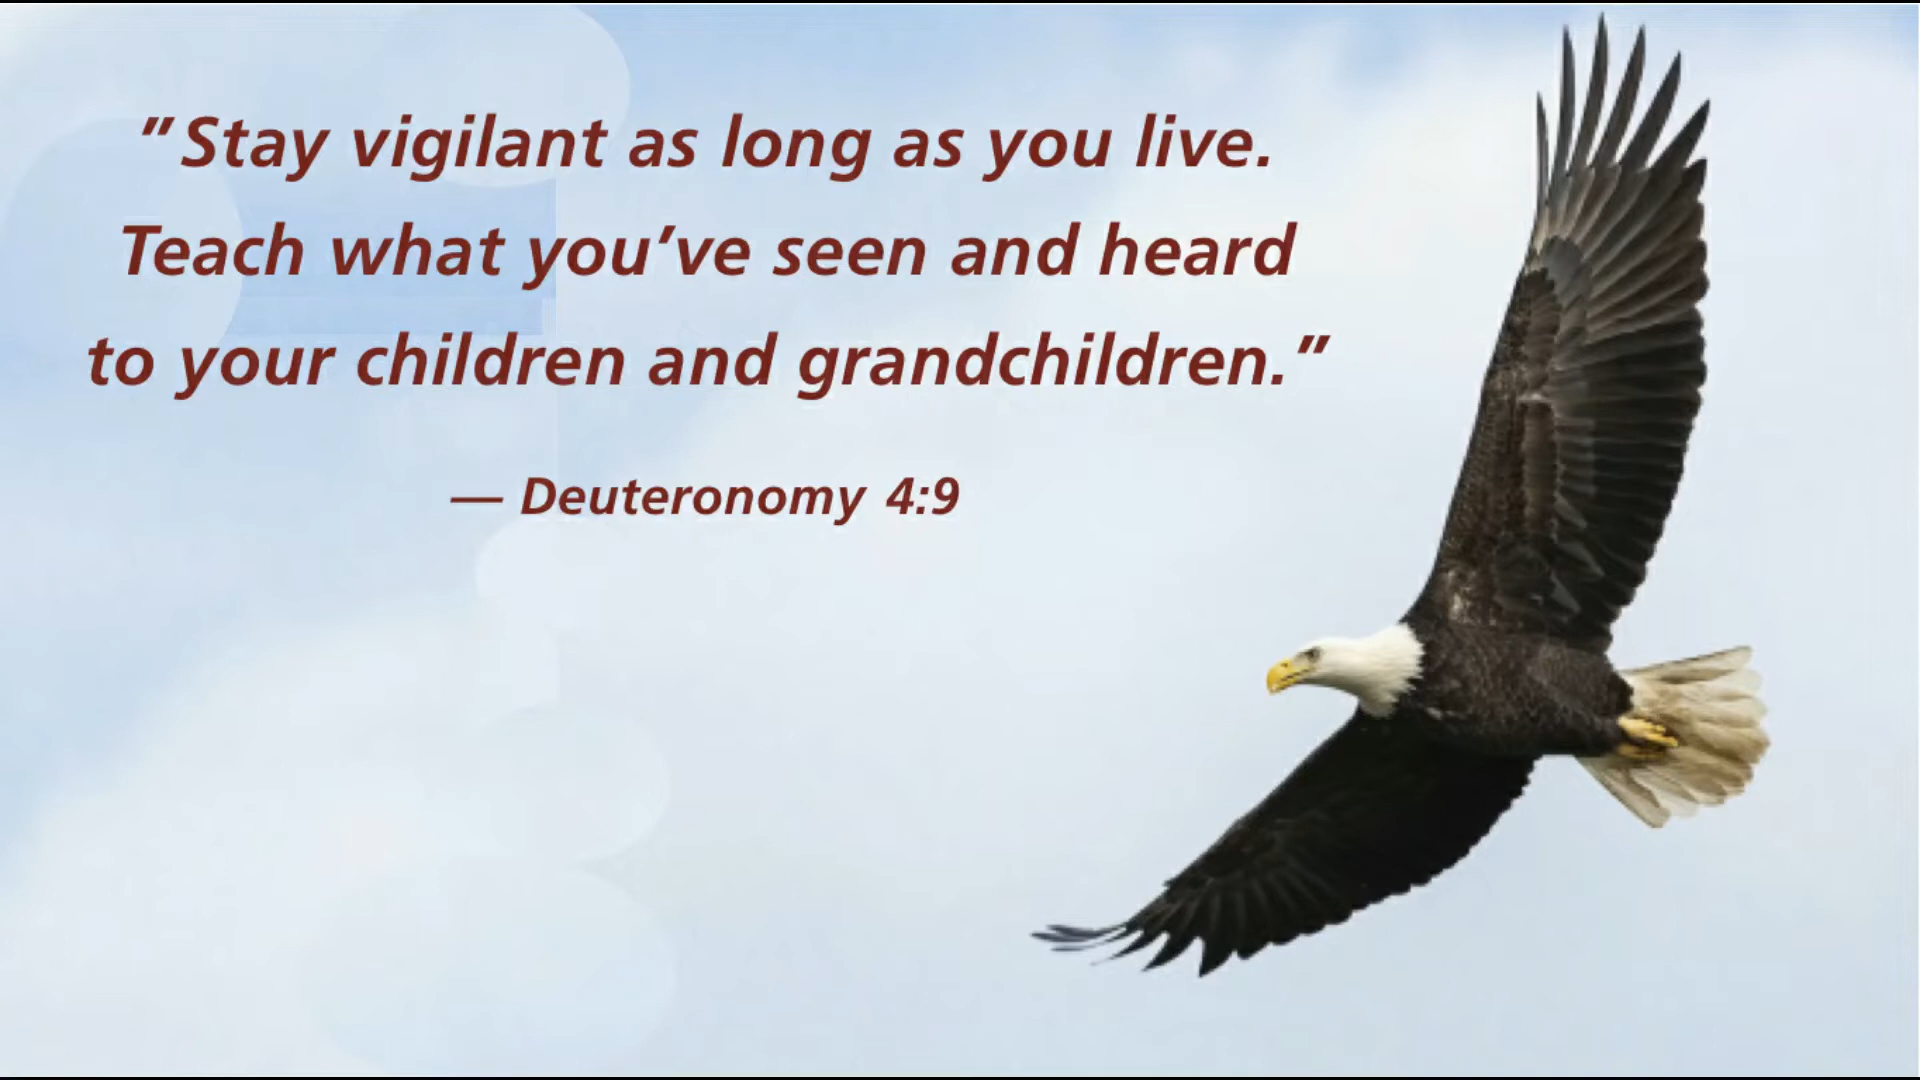 "Stay vigilant as long as you live.
Teach what you've seen and heard
to your children and grandchildren."
— Deuteronomy 4:9